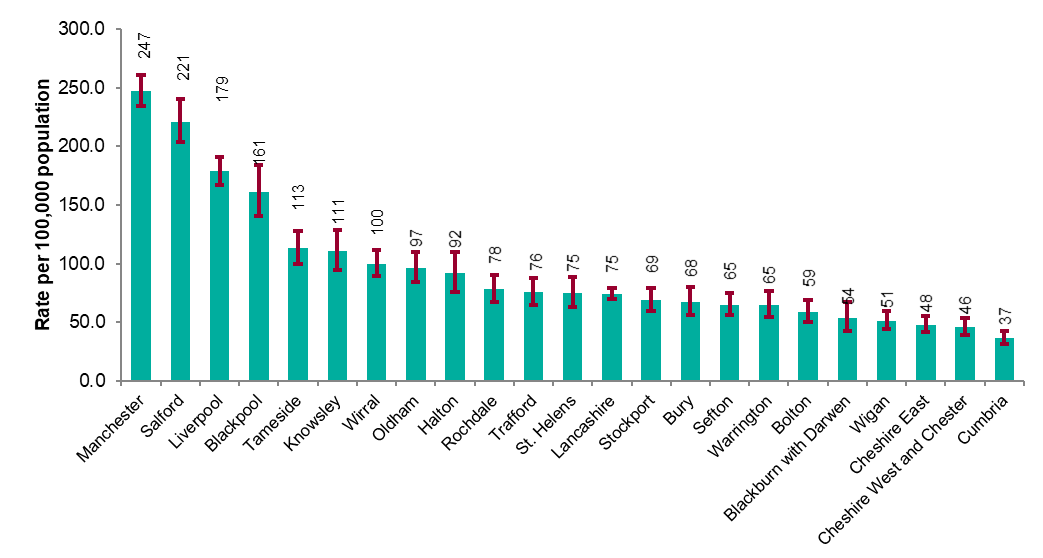 Rate per 100,000 population
300.0
250.0
200.0
150.0
100.0
50.0
0.0
247
221
179
161
113
111
100
97
92
78
76
75
75
69
68
65
65
59
54
51
48
46
37
Manchester
Salford
Liverpool
Blackpool
Tameside
Knowsley
Wirral
Oldham
Halton
Rochdale
Trafford
St. Helens
Lancashire
Stockport
Bury
Sefton
Warrington
Bolton
Blackburn with Darwen
Wigan
Cheshire East
Cheshire West and Chester
Cumbria